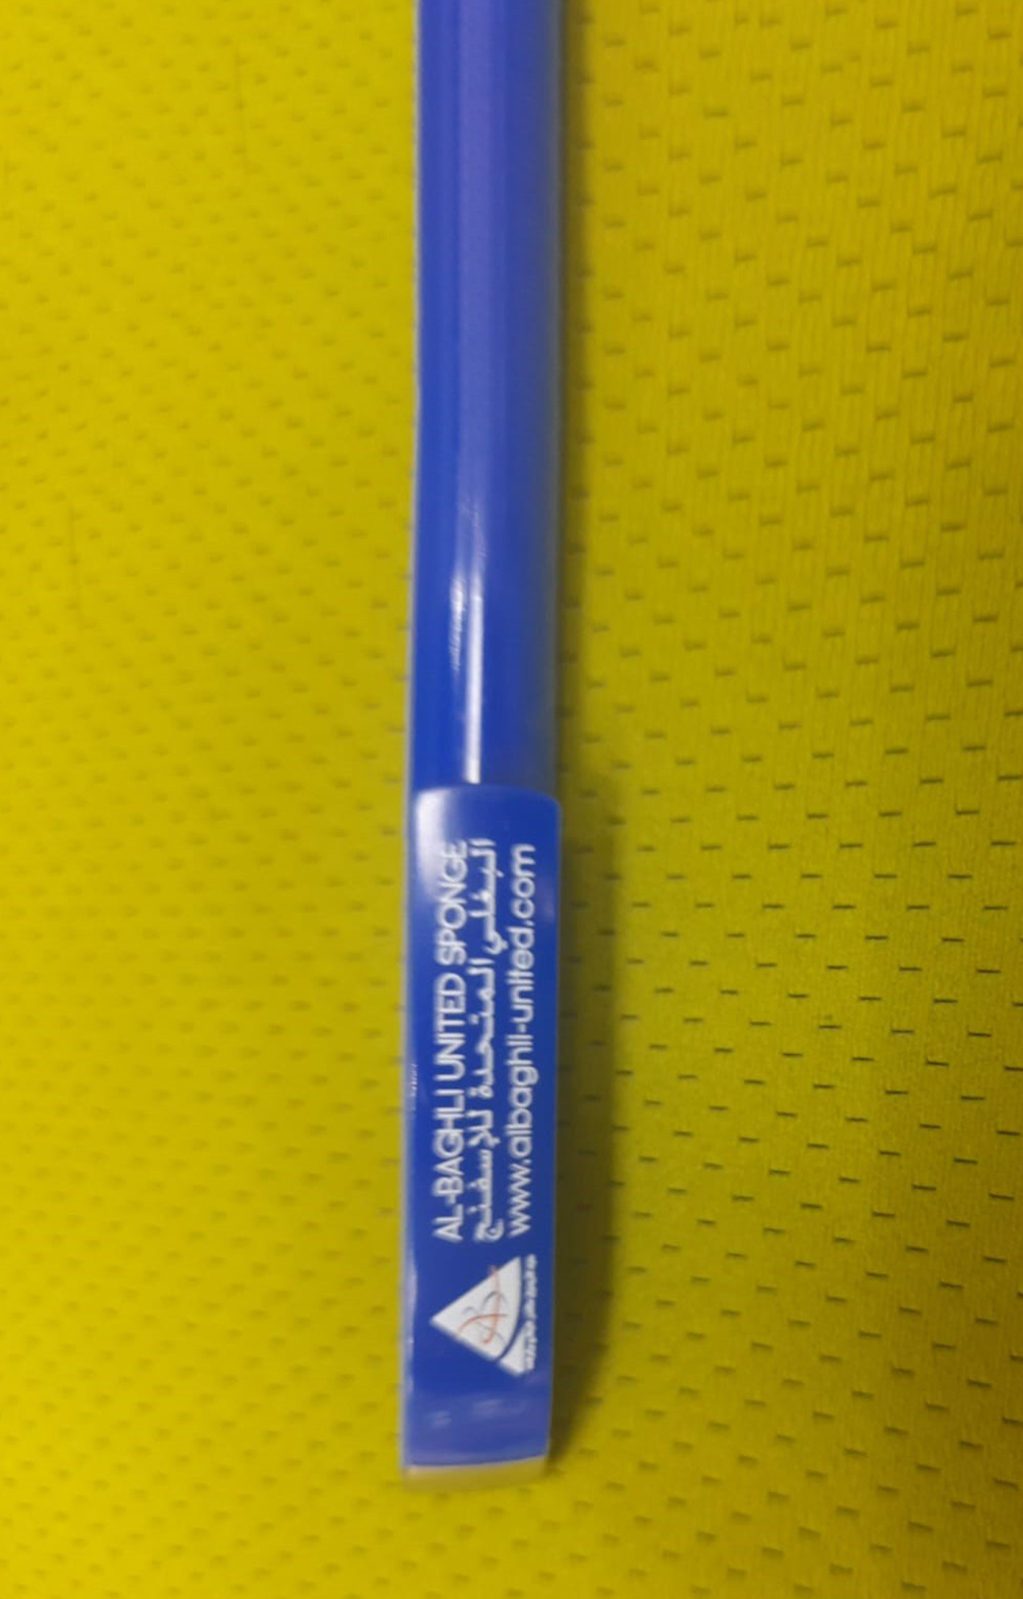 AL-BAGHLI UNITED SPONGE
البغلي المتحدة للإسفنج
www.albaghli-united.com